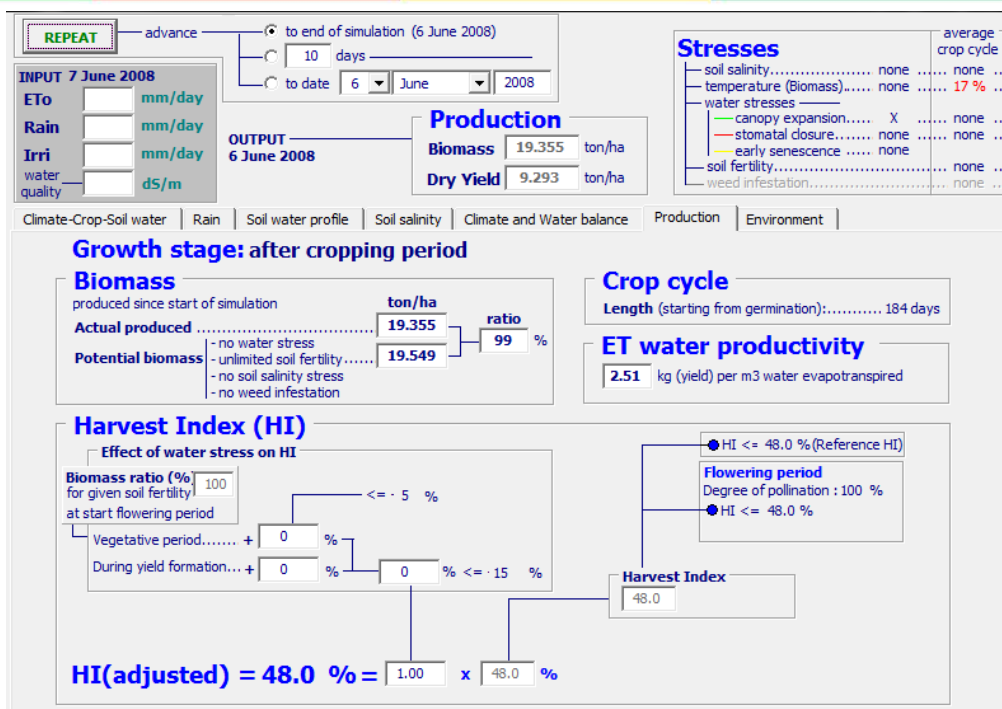 REPEAT
advance
to end of simulation (6 June 2008)
10 days
to date 6 June 2008
INPUT 7 June 2008
ETo mm/day
Rain mm/day
Irri mm/day
water quality dS/m
OUTPUT
6 June 2008
Production
Biomass 19.355 ton/ha
Dry Yield 9.293 ton/ha
Stresses
average
crop cycle
soil salinity................... none ...... none ..
temperature (Biomass)...... none ...... 17 % ..
water stresses
canopy expansion...... X ...... none ..
stomatal closure....... none ...... none ..
early senescence ..... none
soil fertility.......................... none ..
weed infestation.......................... none ..
Climate-Crop-Soil water
Rain
Soil water profile
Soil salinity
Climate and Water balance
Production
Environment
Growth stage: after cropping period
Biomass
produced since start of simulation
ton/ha
Actual produced .................................... 19.355
ratio
99 %
Potential biomass
- no water stress
- unlimited soil fertility...... 19.549
- no soil salinity stress
- no weed infestation
Crop cycle
Length (starting from germination):........... 184 days
ET water productivity
2.51 kg (yield) per m3 water evapotranspired
Harvest Index (HI)
Effect of water stress on HI
Biomass ratio (%)
for given soil fertility 100
at start flowering period
<= · 5 %
Vegetative period....... + 0 %
During yield formation... + 0 %
0 % <= · 15 %
HI <= 48.0 % (Reference HI)
Flowering period
Degree of pollination : 100 %
HI <= 48.0 %
Harvest Index
48.0
HI(adjusted) = 48.0 % = 1.00 x 48.0 %